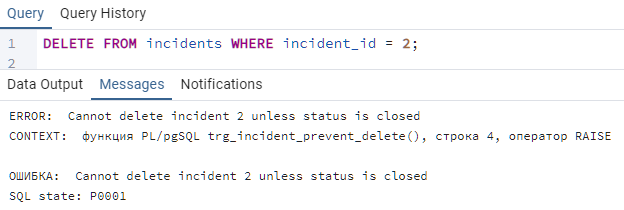 Query Query History
1 DELETE FROM incidents WHERE incident_id = 2;
2
Data Output Messages Notifications
ERROR:  Cannot delete incident 2 unless status is closed
CONTEXT:  функция PL/pgSQL trg_incident_prevent_delete(), строка 4, оператор RAISE
ОШИБКА:  Cannot delete incident 2 unless status is closed
SQL state: P0001